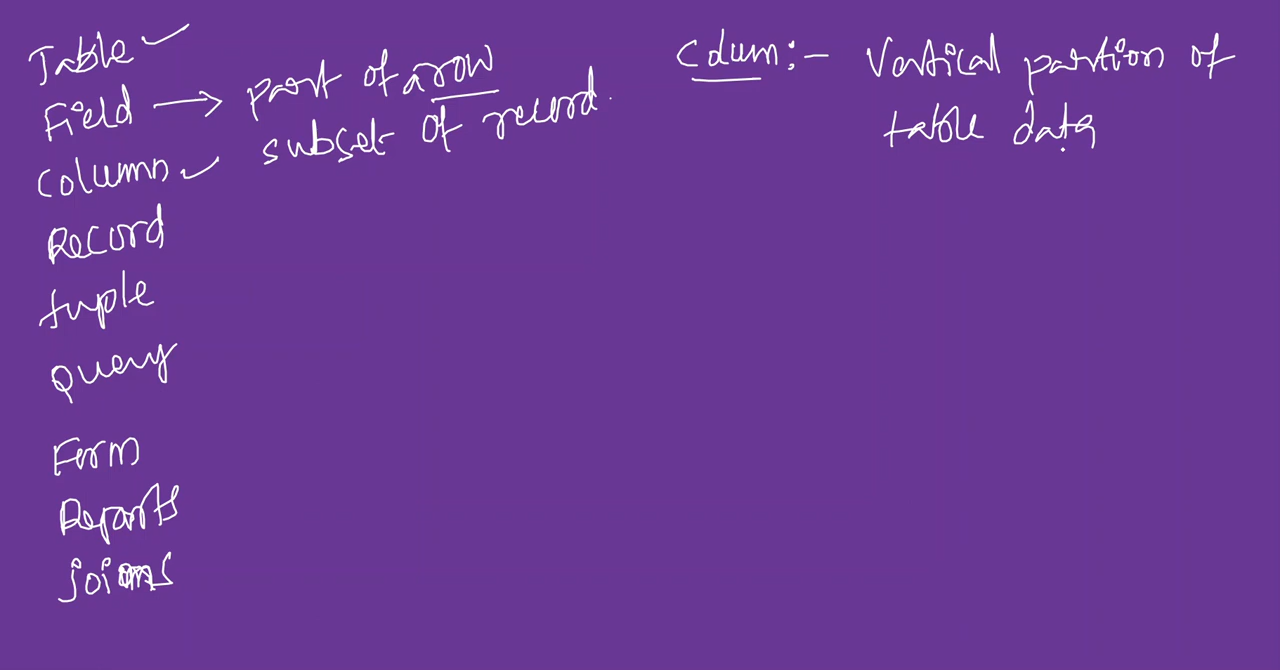 Table
Field → part of a row
subset of record.
Column
Record
tuple
Query
Form
Reports
joins
Colum :- Vertical partion of
table data